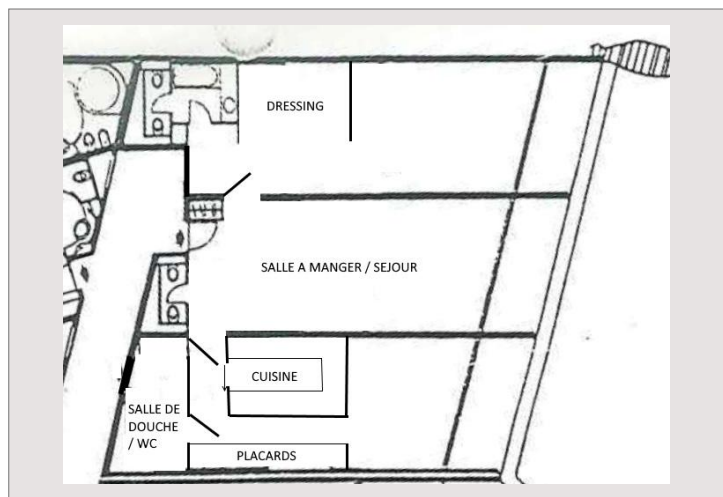 DRESSING
SALLE A MANGER / SEJOUR
CUISINE
SALLE DE
DOUCHE
/ WC
PLACARDS